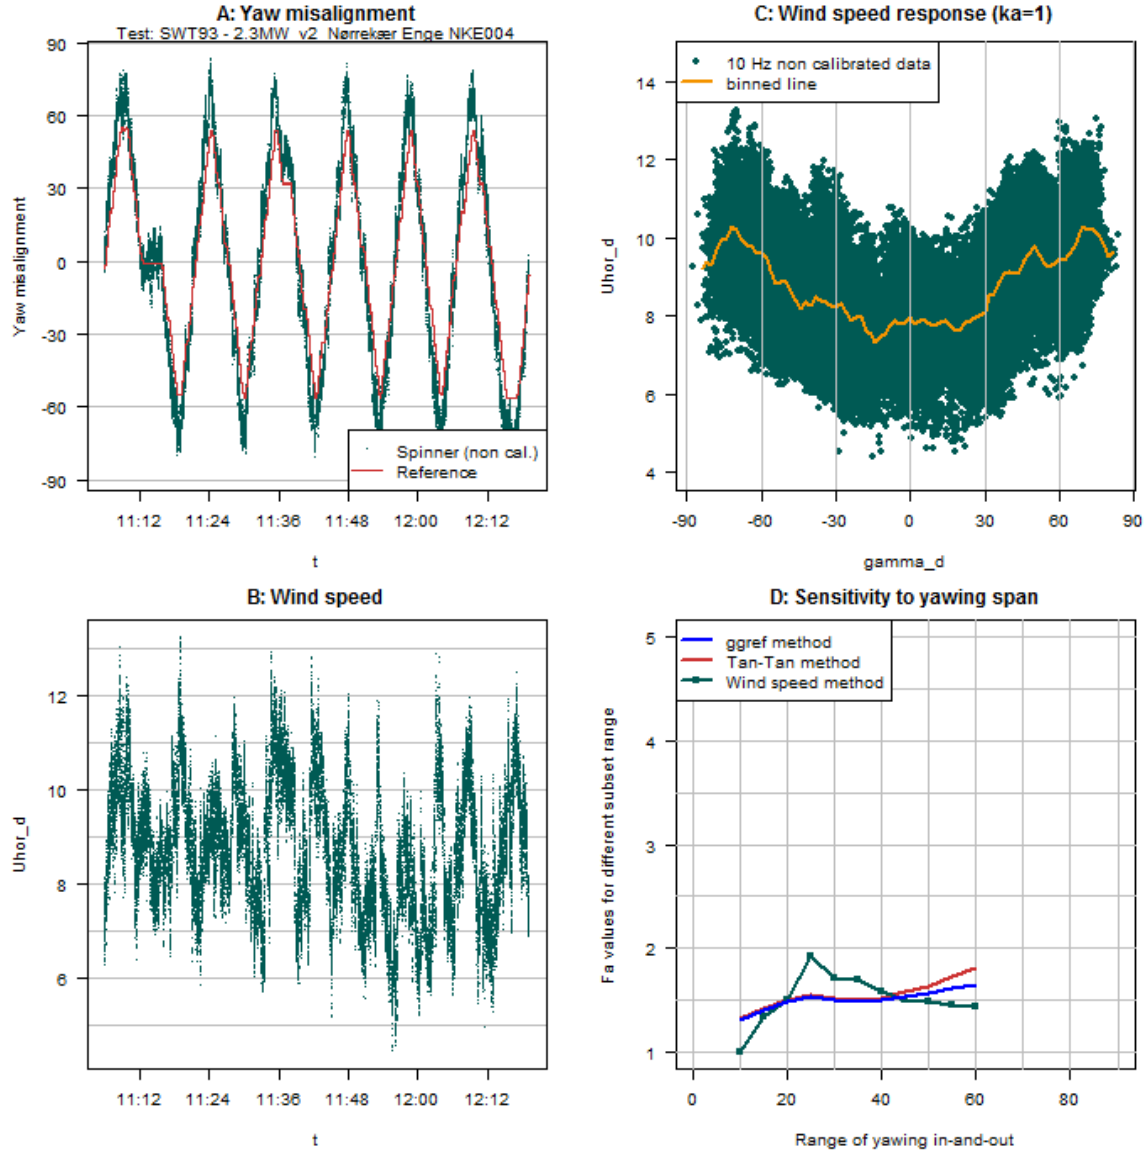 A: Yaw misalignment
Test: SWT93 - 2.3MW v2 Nørrekær Enge NKE004
90
60
30
0
-30
-60
-90
Yaw misalignment
Spinner (non cal.)
Reference
11:12 11:24 11:36 11:48 12:00 12:12
t
C: Wind speed response (ka=1)
10 Hz non calibrated data
binned line
14
12
10
8
6
4
Uhor_d
-90 -60 -30 0 30 60 90
gamma_d
B: Wind speed
12
10
8
6
Uhor_d
11:12 11:24 11:36 11:48 12:00 12:12
t
D: Sensitivity to yawing span
ggref method
Tan-Tan method
Wind speed method
5
4
3
2
1
Fa values for different subset range
0 20 40 60 80
Range of yawing in-and-out